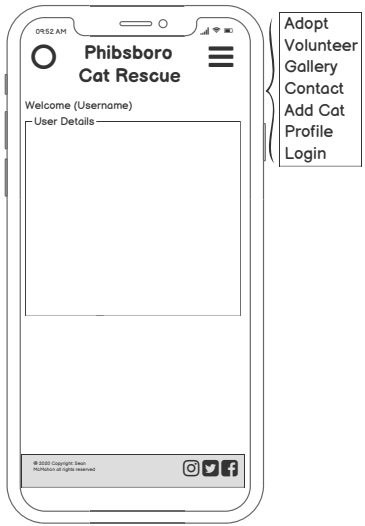 09:52 AM
Phibsboro
Cat Rescue
Welcome (Username)
User Details
© 2020 Copyright: Sean
McMahon all rights reserved
Adopt
Volunteer
Gallery
Contact
Add Cat
Profile
Login